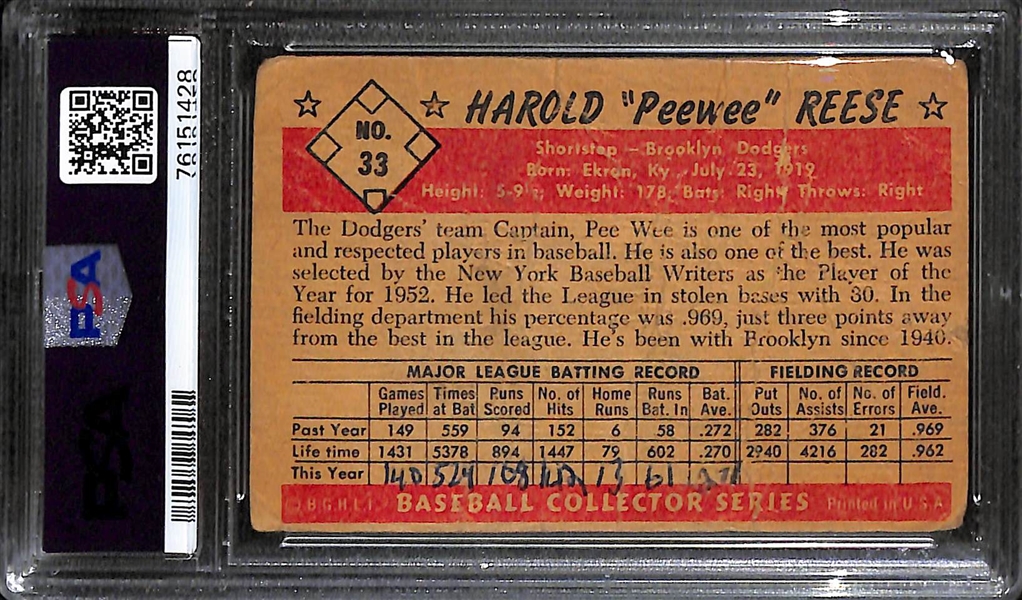 76151428
PSA
PSA
NO. 33
HAROLD "Peewee" REESE
Shortstop — Brooklyn Dodgers
Born: Ekron, Ky., July 23, 1919
Height: 5-9½; Weight: 178; Bats: Right; Throws: Right
The Dodgers' team Captain, Pee Wee is one of the most popular
and respected players in baseball. He is also one of the best. He was
selected by the New York Baseball Writers as the Player of the
Year for 1952. He led the League in stolen bases with 30. In the
fielding department his percentage was .969, just three points away
from the best in the league. He's been with Brooklyn since 1940.
MAJOR LEAGUE BATTING RECORD FIELDING RECORD
Games Played Times at Bat Runs Scored No. of Hits Home Runs Runs Bat. In Bat. Ave. Put Outs No. of Assists No. of Errors Field. Ave.
Past Year 149 559 94 152 6 58 .272 282 376 21 .969
Life time 1431 5378 894 1447 79 602 .270 2940 4216 282 .962
This Year 140 524 108 142 13 61 .271
© B.G.H.L.I. BASEBALL COLLECTOR SERIES Printed in U.S.A.